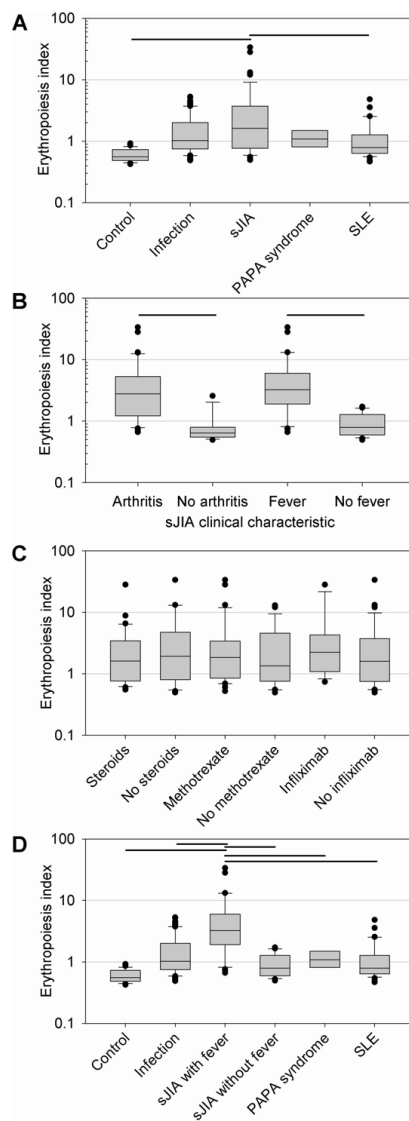 A
Erythropoiesis index
100
10
1
0.1
Control
Infection
sJIA
PAPA syndrome
SLE
B
Erythropoiesis index
100
10
1
0.1
Arthritis No arthritis Fever No fever
sJIA clinical characteristic
C
Erythropoiesis index
100
10
1
0.1
Steroids
No steroids
Methotrexate
No methotrexate
Infliximab
No infliximab
D
Erythropoiesis index
100
10
1
0.1
Control
Infection
sJIA with fever
sJIA without fever
PAPA syndrome
SLE